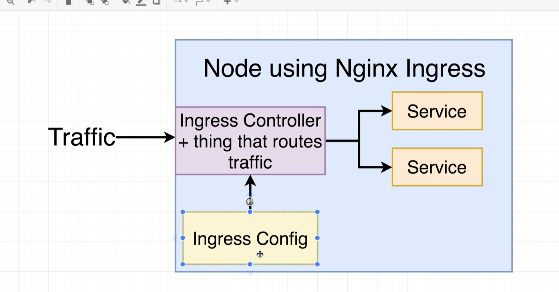 Node using Nginx Ingress
Ingress Controller
+ thing that routes
traffic
Traffic
Service
Service
Ingress Config